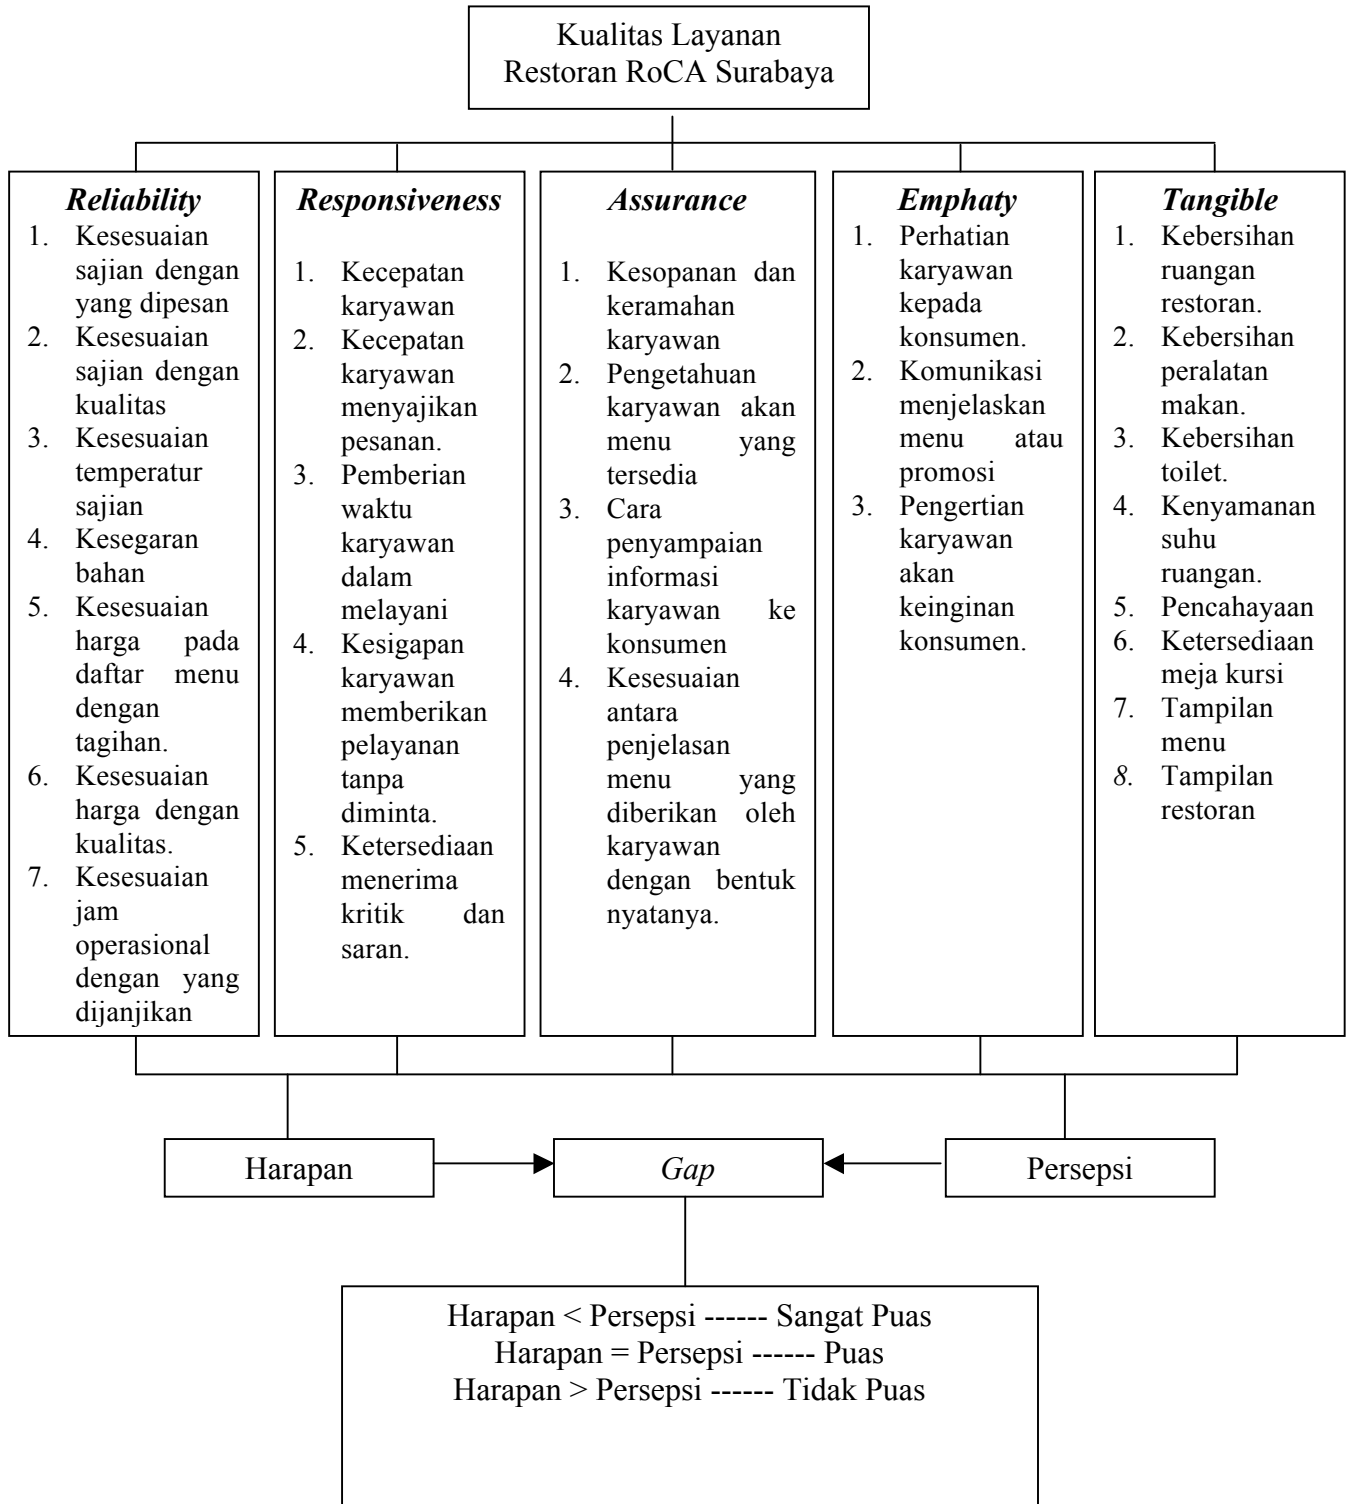 Kualitas Layanan
Restoran RoCA Surabaya
Reliability
1. Kesesuaian
sajian dengan
yang dipesan
2. Kesesuaian
sajian dengan
kualitas
3. Kesesuaian
temperatur
sajian
4. Kesegaran
bahan
5. Kesesuaian
harga pada
daftar menu
dengan
tagihan.
6. Kesesuaian
harga dengan
kualitas.
7. Kesesuaian
jam
operasional
dengan yang
dijanjikan
Responsiveness
1. Kecepatan
karyawan
2. Kecepatan
karyawan
menyajikan
pesanan.
3. Pemberian
waktu
karyawan
dalam
melayani
4. Kesigapan
karyawan
memberikan
pelayanan
tanpa
diminta.
5. Ketersediaan
menerima
kritik dan
saran.
Assurance
1. Kesopanan dan
keramahan
karyawan
2. Pengetahuan
karyawan akan
menu yang
tersedia
3. Cara
penyampaian
informasi
karyawan ke
konsumen
4. Kesesuaian
antara
penjelasan
menu yang
diberikan oleh
karyawan
dengan bentuk
nyatanya.
Emphaty
1. Perhatian
karyawan
kepada
konsumen.
2. Komunikasi
menjelaskan
menu atau
promosi
3. Pengertian
karyawan
akan
keinginan
konsumen.
Tangible
1. Kebersihan
ruangan
restoran.
2. Kebersihan
peralatan
makan.
3. Kebersihan
toilet.
4. Kenyamanan
suhu
ruangan.
5. Pencahayaan
6. Ketersediaan
meja kursi
7. Tampilan
menu
8. Tampilan
restoran
Harapan
Gap
Persepsi
Harapan < Persepsi ------ Sangat Puas
Harapan = Persepsi ------ Puas
Harapan > Persepsi ------ Tidak Puas